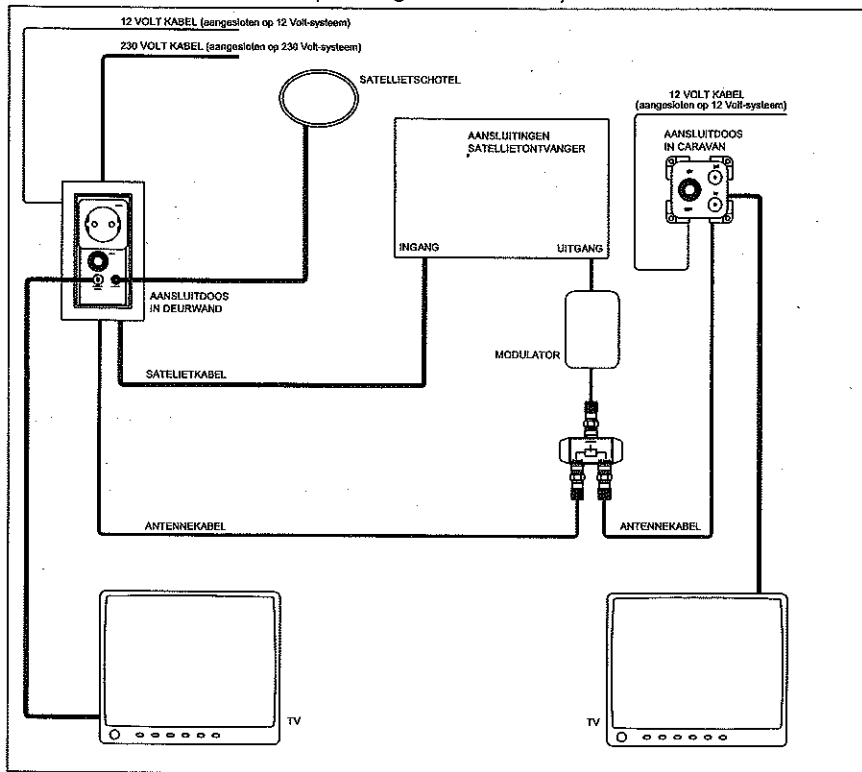 12 VOLT KABEL (aangesloten op 12 Volt-systeem)
230 VOLT KABEL (aangesloten op 230 Volt-systeem)
SATELLIETSCHOTEL
12 VOLT KABEL
(aangesloten op 12 Volt-systeem)
AANSLUITINGEN
SATELLIETONTVANGER
AANSLUITDOOS
IN CARAVAN
INGANG
UITGANG
AANSLUITDOOS
IN DEURWAND
MODULATOR
SATELIETKABEL
ANTENNEKABEL
ANTENNEKABEL
TV
TV